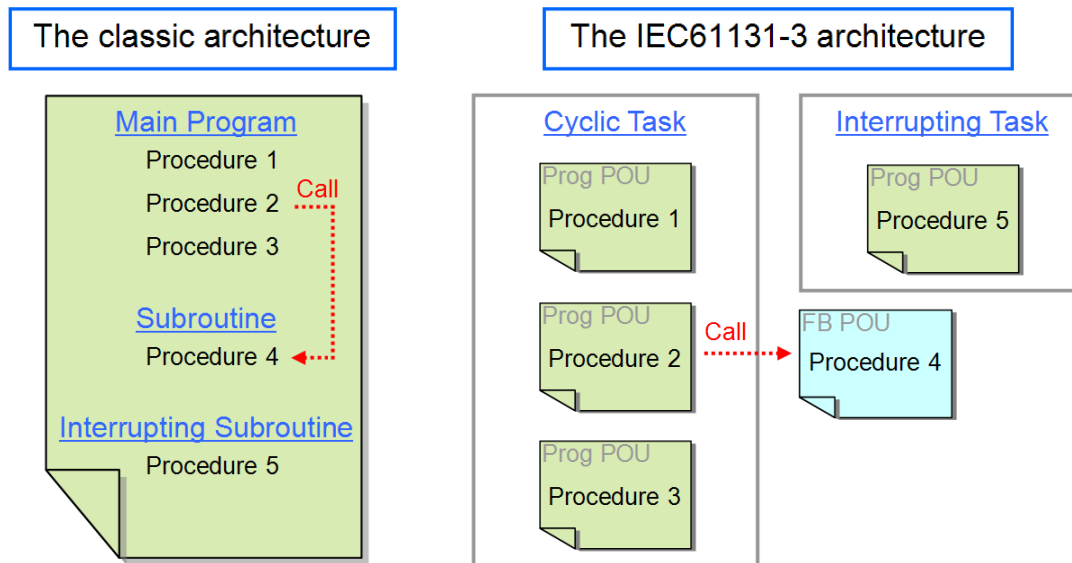 The classic architecture
Main Program
Procedure 1
Procedure 2
Call
Procedure 3
Subroutine
Procedure 4
Interrupting Subroutine
Procedure 5
The IEC61131-3 architecture
Cyclic Task
Prog POU
Procedure 1
Prog POU
Procedure 2
Call
Prog POU
Procedure 3
Interrupting Task
Prog POU
Procedure 5
FB POU
Procedure 4